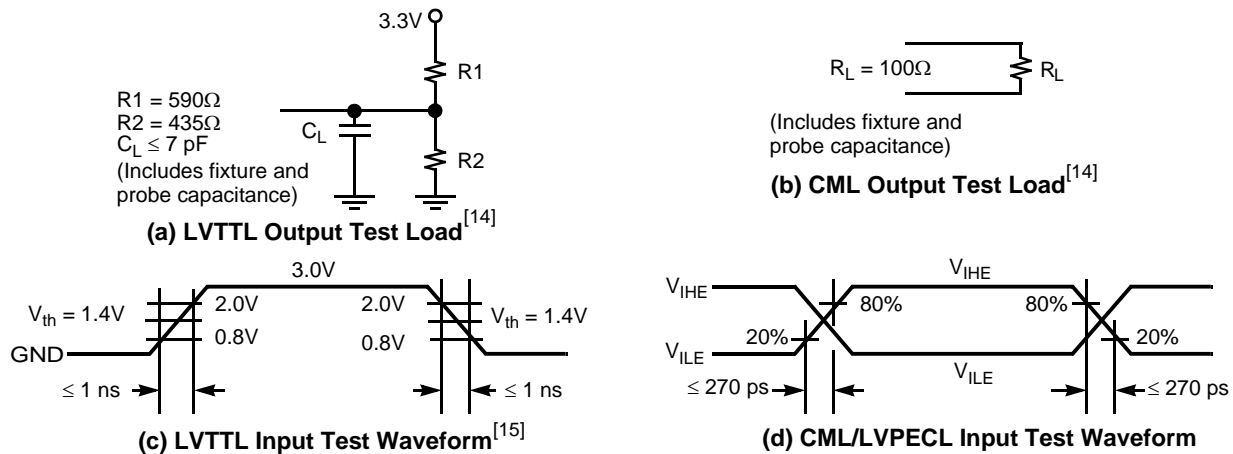 3.3V
R1
R1 = 590Ω
R2 = 435Ω
C_L ≤ 7 pF
(Includes fixture and
probe capacitance)
C_L
R2
(a) LVTTL Output Test Load[14]
R_L = 100Ω
R_L
(Includes fixture and
probe capacitance)
(b) CML Output Test Load[14]
3.0V
V_th = 1.4V
2.0V
0.8V
2.0V
0.8V
V_th = 1.4V
GND
≤ 1 ns
≤ 1 ns
(c) LVTTL Input Test Waveform[15]
V_IHE
V_IHE
80%
80%
20%
20%
V_ILE
V_ILE
≤ 270 ps
≤ 270 ps
(d) CML/LVPECL Input Test Waveform